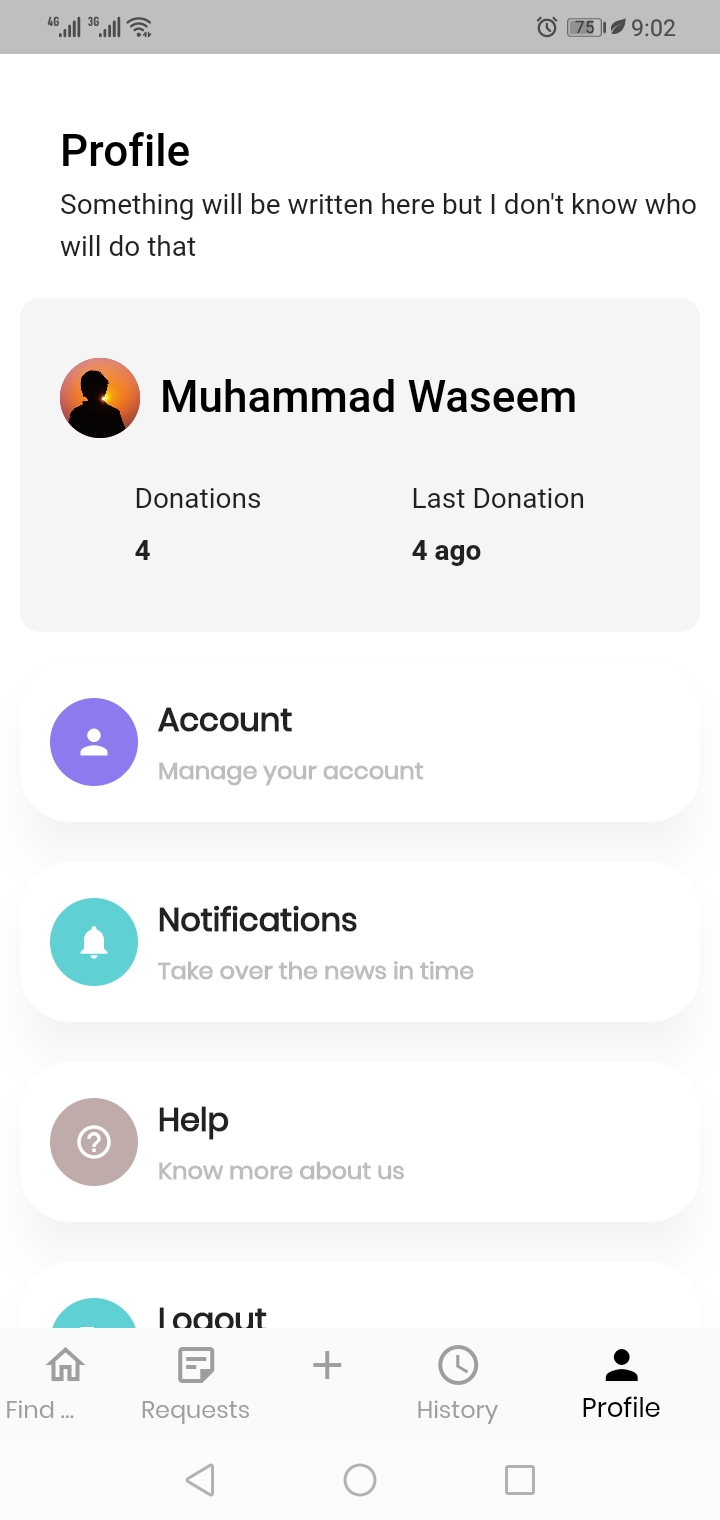 4G 3G 75 9:02
Profile
Something will be written here but I don't know who
will do that
Muhammad Waseem
Donations Last Donation
4 4 ago
Account
Manage your account
Notifications
Take over the news in time
Help
Know more about us
Logout
Find ... Requests History Profile